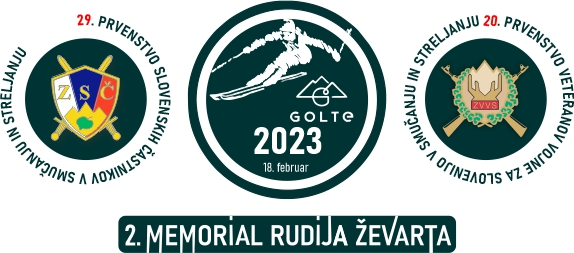 29. PRVENSTVO SLOVENSKIH ČASTNIKOV V SMUČANJU IN STRELJANJU
ZSČ
GOLTE
2023
18. februar
20. PRVENSTVO VETERANOV VOJNE ZA SLOVENIJO V SMUČANJU IN STRELJANJU
ZVVS
2. MEMORIAL RUDIJA ŽEVARTA